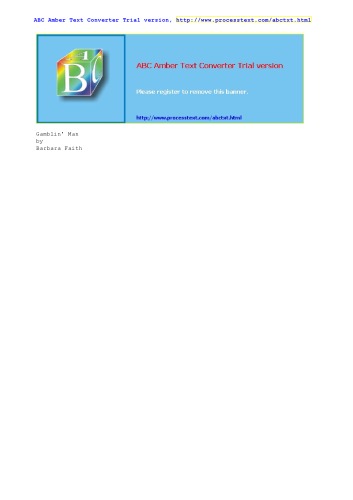 ABC Amber Text Converter Trial version, http://www.processtext.com/abctxt.html
ABC Amber Text Converter Trial version
Please register to remove this banner.
http://www.processtext.com/abctxt.html
Gamblin' Man
by
Barbara Faith